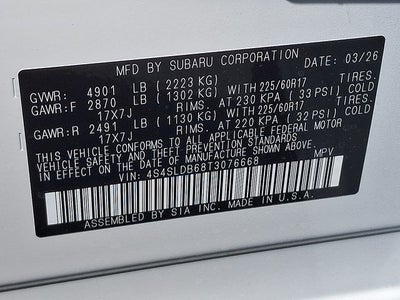 MFD BY SUBARU CORPORATION 03/26
GVWR: 4901 LB (2223 KG)
GAWR:F 2870 LB (1302 KG) WITH 225/60R17 TIRES.
17X7J RIMS. AT 230 KPA (33 PSI) COLD
GAWR:R 2491 LB (1130 KG) WITH 225/60R17 TIRES.
17X7J RIMS. AT 220 KPA (32 PSI) COLD
THIS VEHICLE CONFORMS TO ALL APPLICABLE FEDERAL MOTOR
VEHICLE SAFETY, BUMPER, AND THEFT PREVENTION STANDARDS
IN EFFECT ON THE DATE OF MANUFACTURE SHOWN ABOVE.
4S4SLDB68T3076668 MPV
ASSEMBLED BY SIA INC. MADE IN U.S.A.